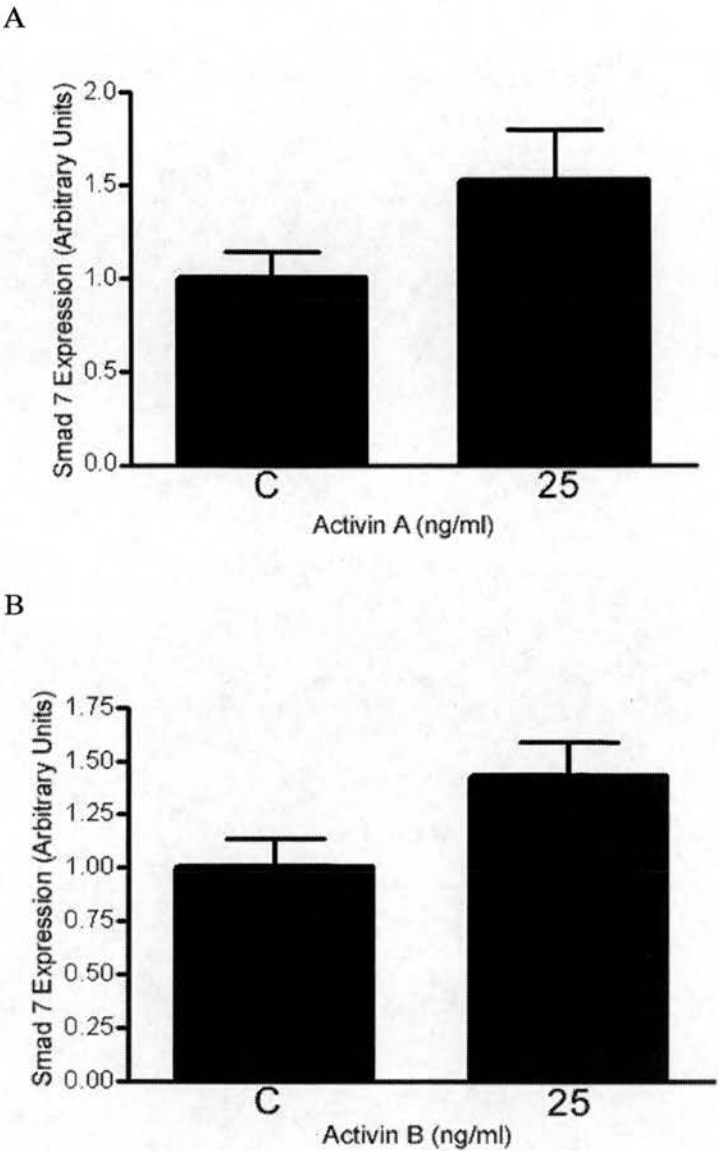 A
Smad 7 Expression (Arbitrary Units)
2.0
1.5
1.0
0.5
0.0
C 25
Activin A (ng/ml)
B
Smad 7 Expression (Arbitrary Units)
1.75
1.50
1.25
1.00
0.75
0.50
0.25
0.00
C 25
Activin B (ng/ml)